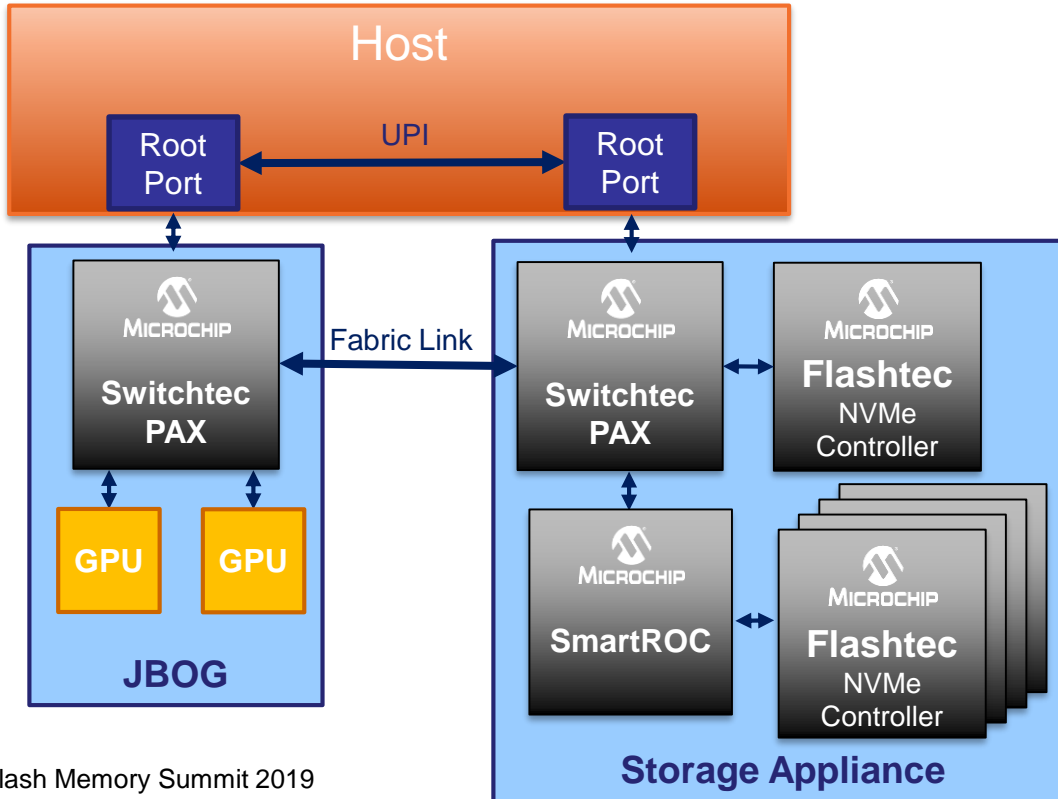 Host
UPI
Root
Port
Root
Port
MICROCHIP
Switchtec
PAX
Fabric Link
MICROCHIP
Switchtec
PAX
MICROCHIP
Flashtec
NVMe
Controller
GPU
GPU
JBOG
MICROCHIP
SmartROC
MICROCHIP
Flashtec
NVMe
Controller
Storage Appliance
lash Memory Summit 2019